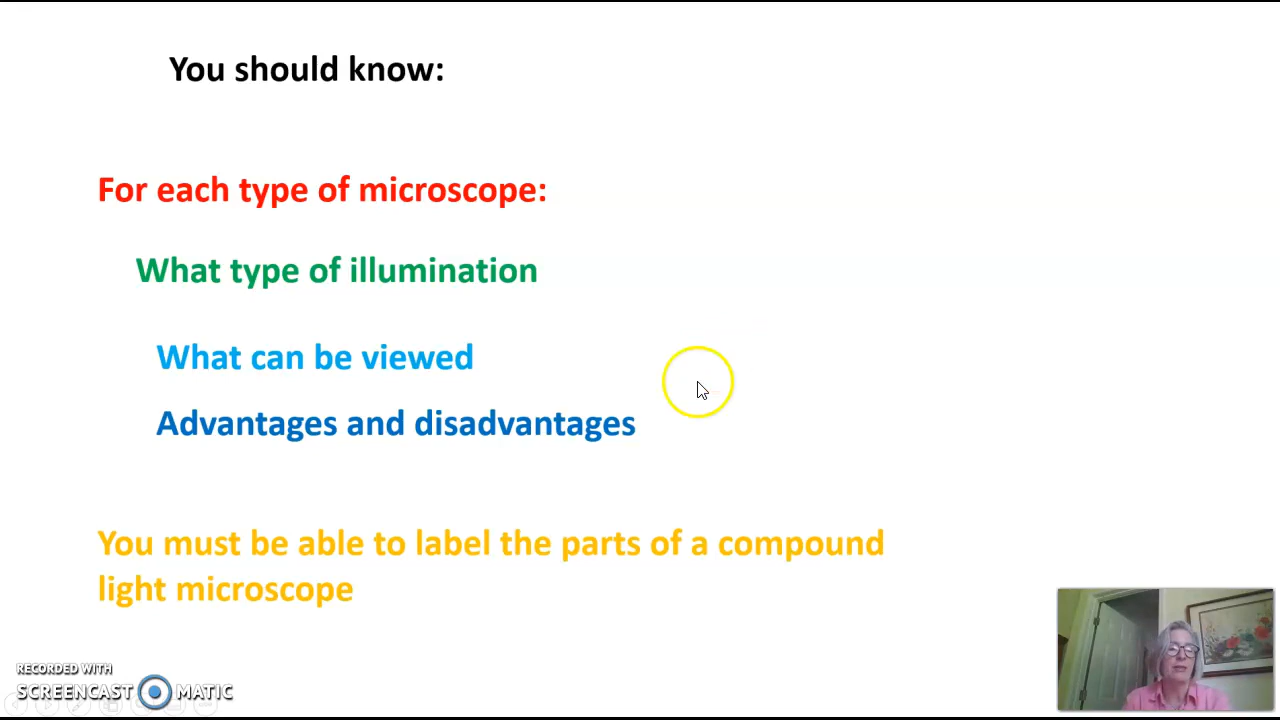 You should know:
For each type of microscope:
What type of illumination
What can be viewed
Advantages and disadvantages
You must be able to label the parts of a compound
light microscope
RECORDED WITH
SCREENCAST MATIC